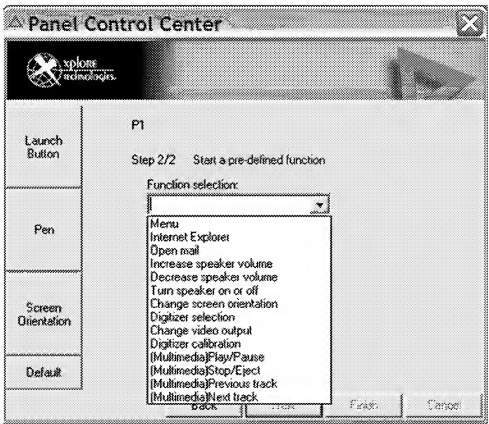 Panel Control Center
xplore
technologies.
Launch
Button
P1
Step 2/2 Start a pre-defined function
Function selection:
Pen
Menu
Internet Explorer
Open mail
Increase speaker volume
Decrease speaker volume
Turn speaker on or off
Change screen orientation
Digitizer selection
Change video output
Digitizer calibration
(Multimedia)Play/Pause
(Multimedia)Stop/Eject
(Multimedia)Previous track
(Multimedia)Next track
Screen
Orientation
Default
Back
Finish
Cancel